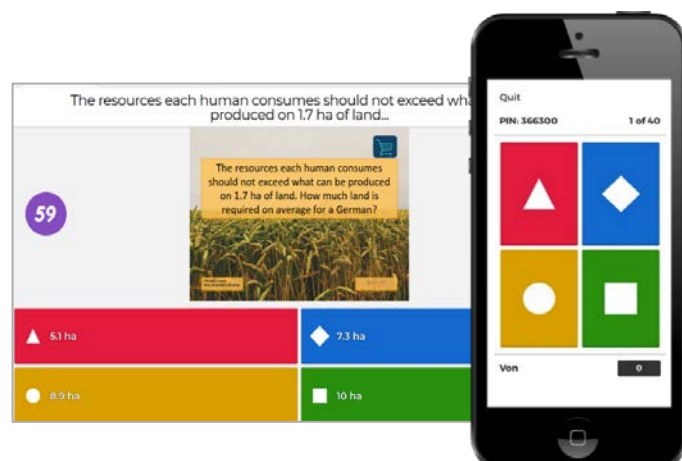 The resources each human consumes should not exceed wha
produced on 1.7 ha of land...
The resources each human consumes
should not exceed what can be produced
on 1.7 ha of land. How much land is
required on average for a German?
59
5.1 ha
7.3 ha
8.9 ha
10 ha
Quit
PIN: 366300 1 of 40
Von 0